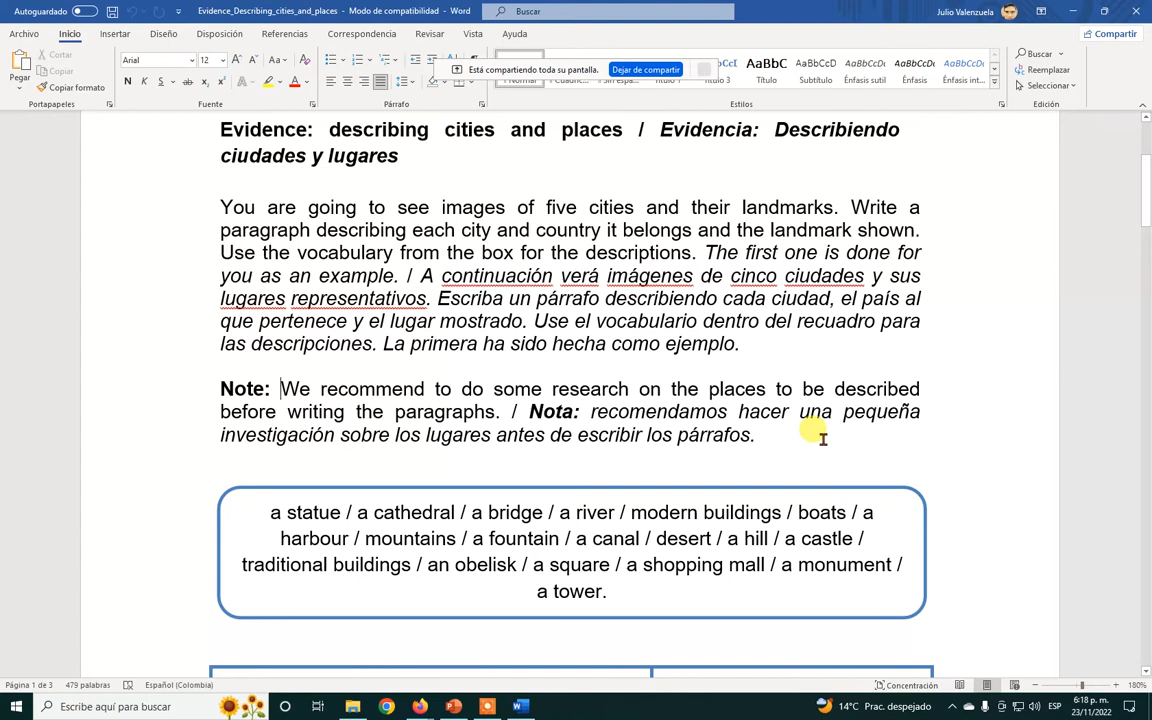 Autoguardado
Evidence_Describing_cities_and_places - Modo de compatibilidad - Word
Buscar
Julio Valenzuela
Archivo Inicio Insertar Diseño Disposición Referencias Correspondencia Revisar Vista Ayuda
Compartir
Pegar
Cortar
Copiar
Copiar formato
Portapapeles
Arial 12
N K S
Fuente
Párrafo
Está compartiendo toda su pantalla. Dejar de compartir
AaBbC AaBbCcD AaBbCcDc AaBbCcDc AaBbCcDc
Título 3 Título Subtítulo Énfasis sutil Énfasis Énfasis int...
Estilos
Buscar
Reemplazar
Seleccionar
Edición
Evidence: describing cities and places / Evidencia: Describiendo
ciudades y lugares
You are going to see images of five cities and their landmarks. Write a
paragraph describing each city and country it belongs and the landmark shown.
Use the vocabulary from the box for the descriptions. The first one is done for
you as an example. / A continuación verá imágenes de cinco ciudades y sus
lugares representativos. Escriba un párrafo describiendo cada ciudad, el país al
que pertenece y el lugar mostrado. Use el vocabulario dentro del recuadro para
las descripciones. La primera ha sido hecha como ejemplo.
Note: We recommend to do some research on the places to be described
before writing the paragraphs. / Nota: recomendamos hacer una pequeña
investigación sobre los lugares antes de escribir los párrafos.
a statue / a cathedral / a bridge / a river / modern buildings / boats / a
harbour / mountains / a fountain / a canal / desert / a hill / a castle /
traditional buildings / an obelisk / a square / a shopping mall / a monument /
a tower.
Página 1 de 3 479 palabras Español (Colombia)
Concentración
180%
Escribe aquí para buscar
14°C Prac. despejado
ESP
6:18 p. m.
23/11/2022